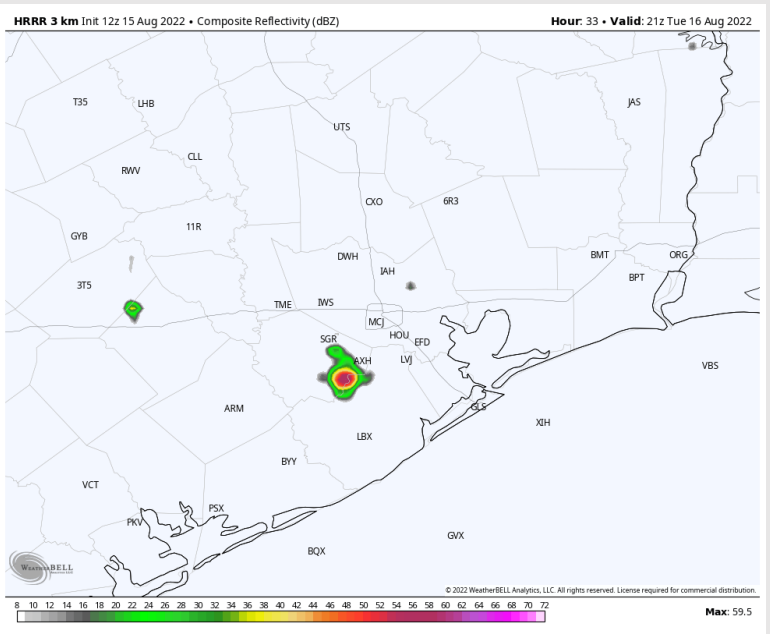 HRRR 3 km Init 12z 15 Aug 2022 • Composite Reflectivity (dBZ) Hour: 33 • Valid: 21z Tue 16 Aug 2022
T35 LHB JAS
UTS
CLL
RWV
CXO 6R3
11R
GYB
DWH BMT ORG
IAH
BPT
3T5
TME IWS
MCJ
HOU
SGR EFD
AXH LVJ VBS
ARM GLS
XIH
LBX
BYY
VCT
PSX
PKV
GVX
BQX
WEATHERBELL
© 2022 WeatherBELL Analytics, LLC. All rights reserved. License required for commercial distribution.
8 10 12 14 16 18 20 22 24 26 28 30 32 34 36 38 40 42 44 46 48 50 52 54 56 58 60 62 64 66 68 70 72 Max: 59.5